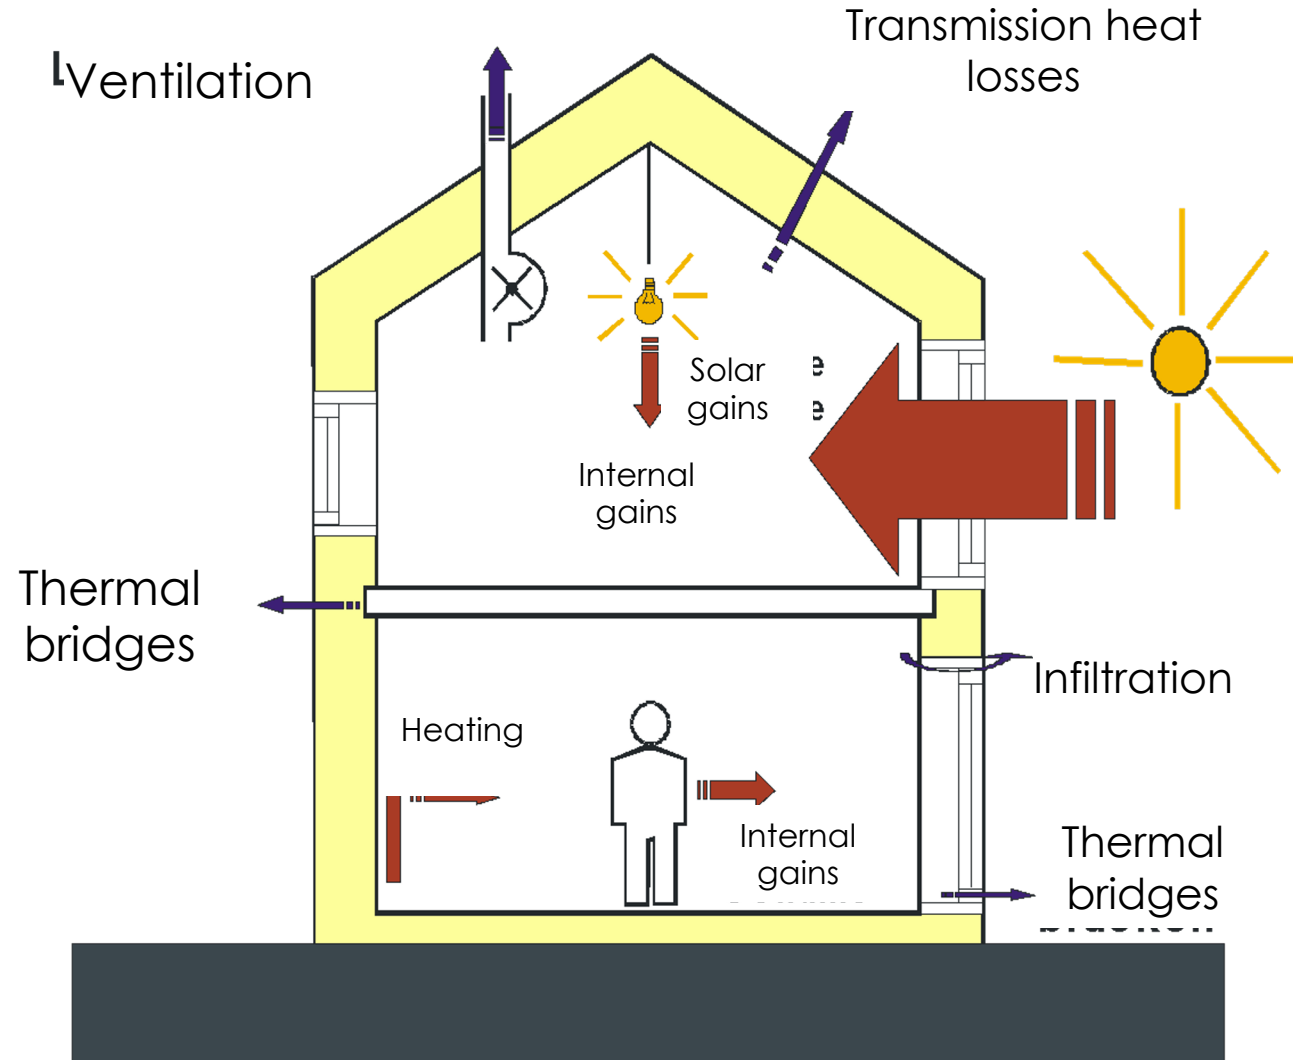 Transmission heat
losses
Ventilation
Solar
gains
Internal
gains
Thermal
bridges
Infiltration
Heating
Internal
gains
Thermal
bridges